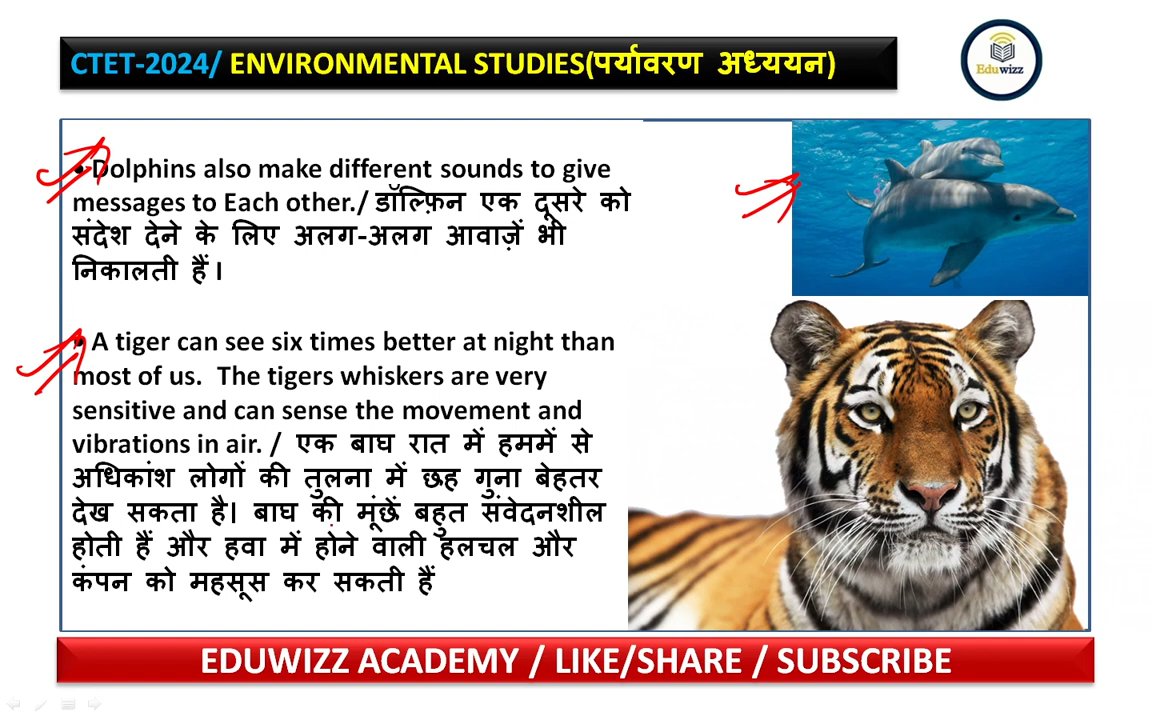 CTET-2024/ ENVIRONMENTAL STUDIES(पर्यावरण अध्ययन)
Eduwizz
• Dolphins also make different sounds to give
messages to Each other./ डॉल्फ़िन एक दूसरे को
संदेश देने के लिए अलग-अलग आवाज़ें भी
निकालती हैं।
• A tiger can see six times better at night than
most of us. The tigers whiskers are very
sensitive and can sense the movement and
vibrations in air. / एक बाघ रात में हममें से
अधिकांश लोगों की तुलना में छह गुना बेहतर
देख सकता है। बाघ की मूंछें बहुत संवेदनशील
होती हैं और हवा में होने वाली हलचल और
कंपन को महसूस कर सकती हैं
EDUWIZZ ACADEMY / LIKE/SHARE / SUBSCRIBE